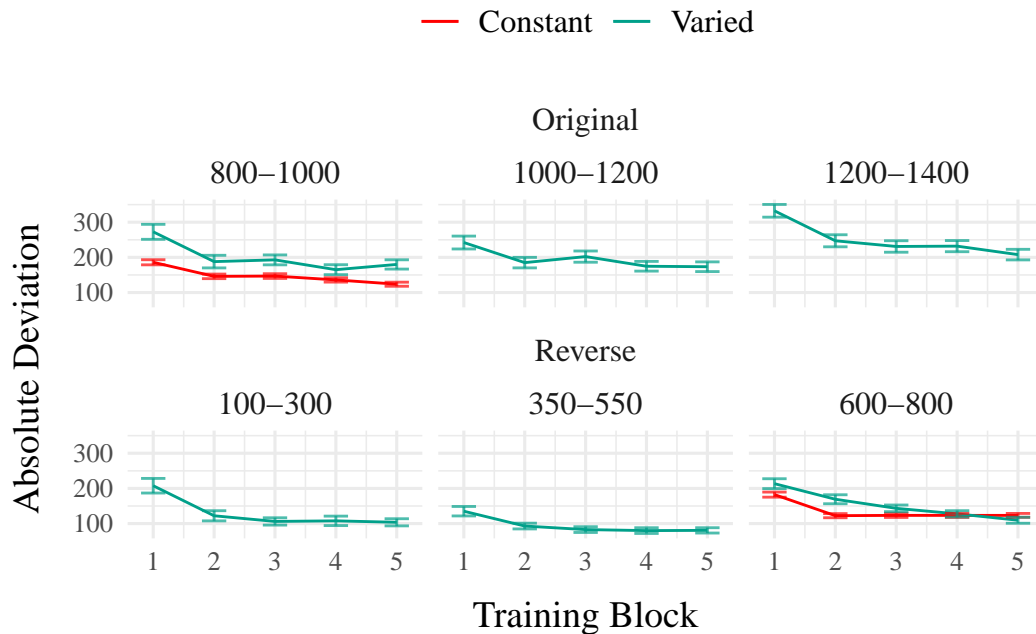 Constant Varied
Original
800–1000 1000–1200 1200–1400
300
200
100
Reverse
100–300 350–550 600–800
300
200
100
1 2 3 4 5 1 2 3 4 5 1 2 3 4 5
Training Block
Absolute Deviation